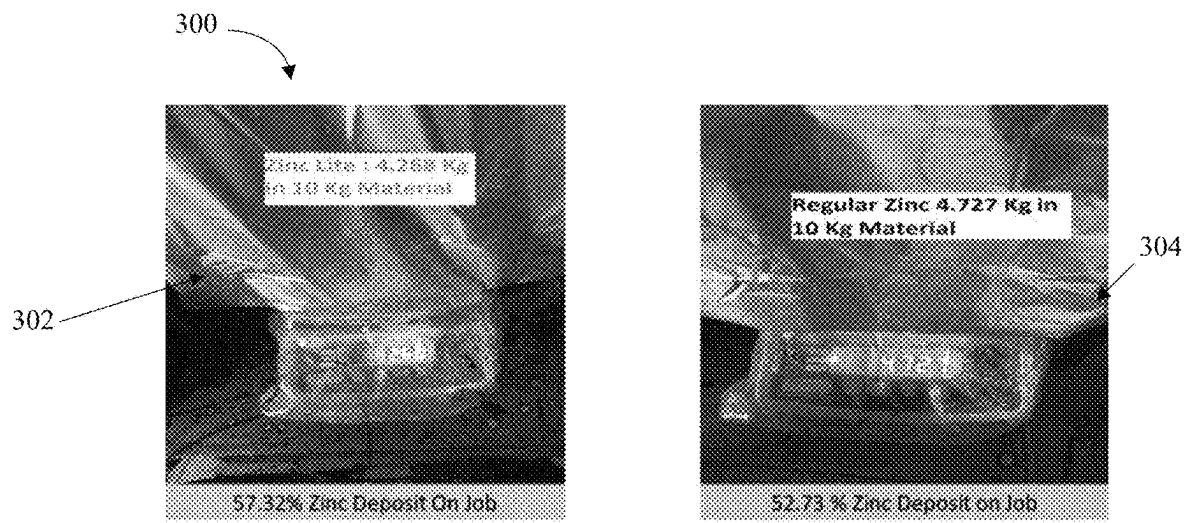 300
Zinc Lite : 4.268 Kg
in 10 Kg Material
Regular Zinc 4.727 Kg in
10 Kg Material
302
304
57.32% Zinc Deposit On Job
52.73 % Zinc Deposit on Job